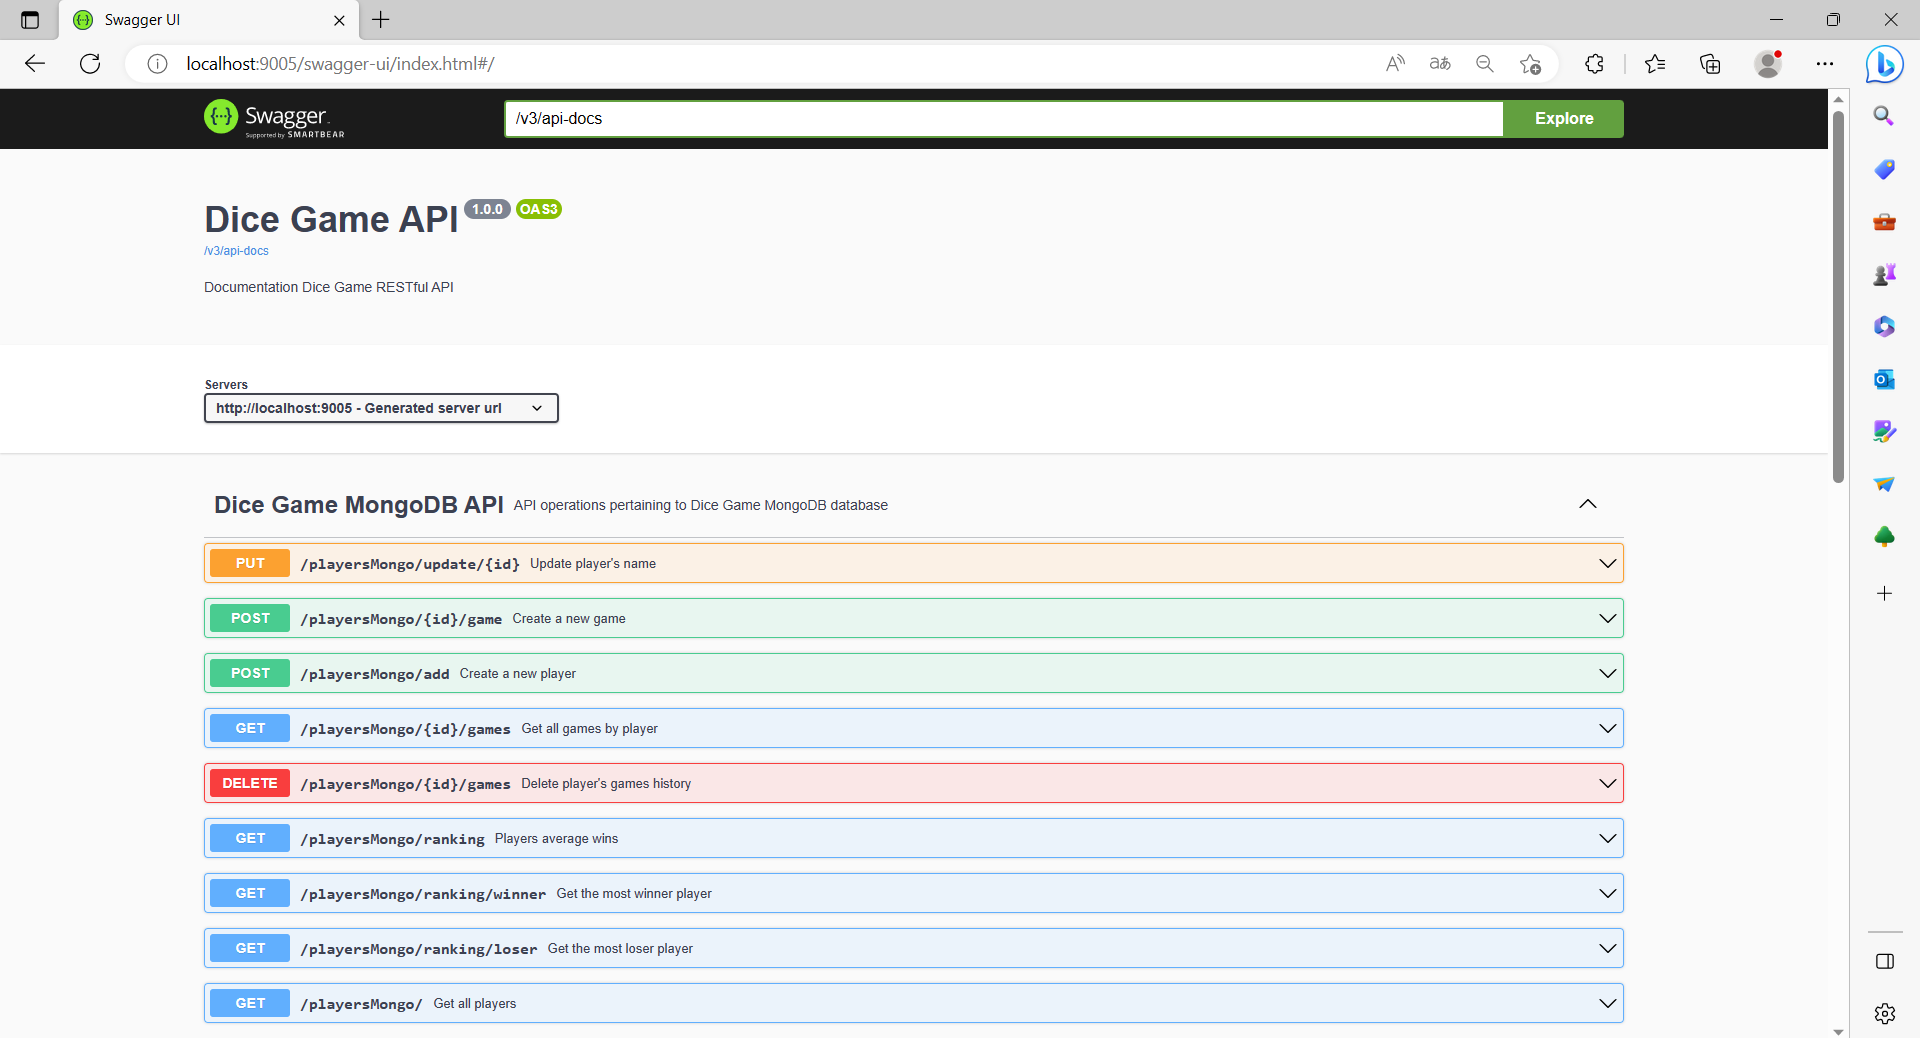 Swagger UI
localhost:9005/swagger-ui/index.html#/
Swagger
Supported by SMARTBEAR
/v3/api-docs
Explore
Dice Game API 1.0.0 OAS3
/v3/api-docs
Documentation Dice Game RESTful API
Servers
http://localhost:9005 - Generated server url
Dice Game MongoDB API API operations pertaining to Dice Game MongoDB database
PUT /playersMongo/update/{id} Update player's name
POST /playersMongo/{id}/game Create a new game
POST /playersMongo/add Create a new player
GET /playersMongo/{id}/games Get all games by player
DELETE /playersMongo/{id}/games Delete player's games history
GET /playersMongo/ranking Players average wins
GET /playersMongo/ranking/winner Get the most winner player
GET /playersMongo/ranking/loser Get the most loser player
GET /playersMongo/ Get all players